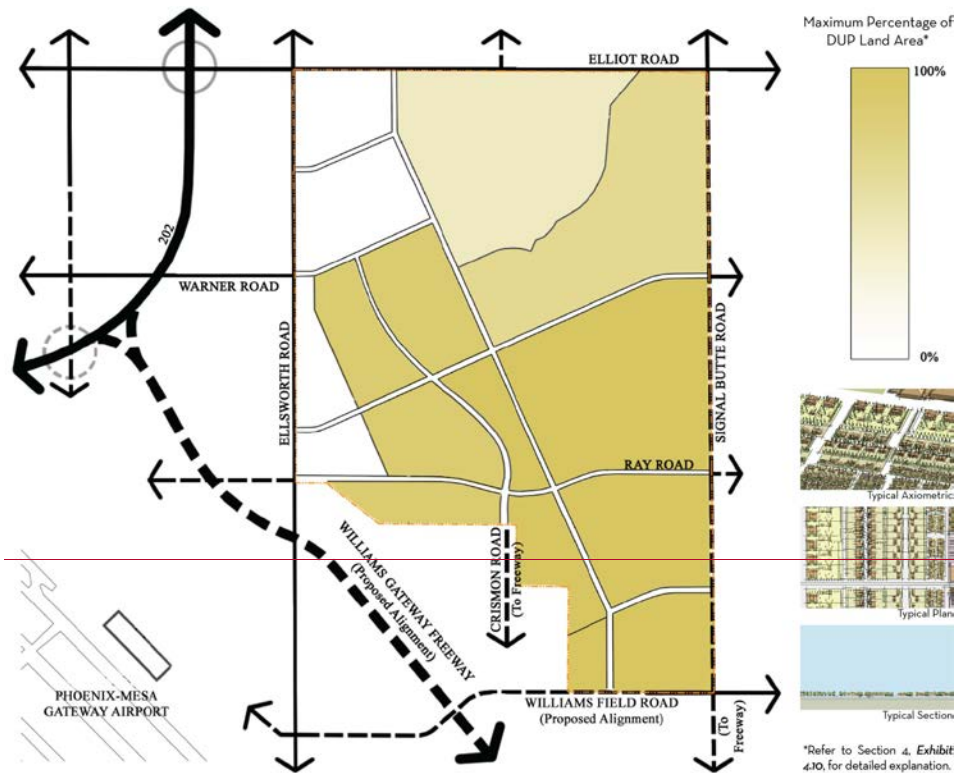 Maximum Percentage of
DUP Land Area*
100%
0%
ELLIOT ROAD
202
WARNER ROAD
ELLSWORTH ROAD
SIGNAL BUTTE ROAD
RAY ROAD
CRISMON ROAD
(To Freeway)
WILLIAMS GATEWAY FREEWAY
(Proposed Alignment)
PHOENIX-MESA
GATEWAY AIRPORT
WILLIAMS FIELD ROAD
(Proposed Alignment)
(To
Freeway)
Typical Axiometric
Typical Plan
Typical Section
*Refer to Section 4, Exhibit
4.10, for detailed explanation.